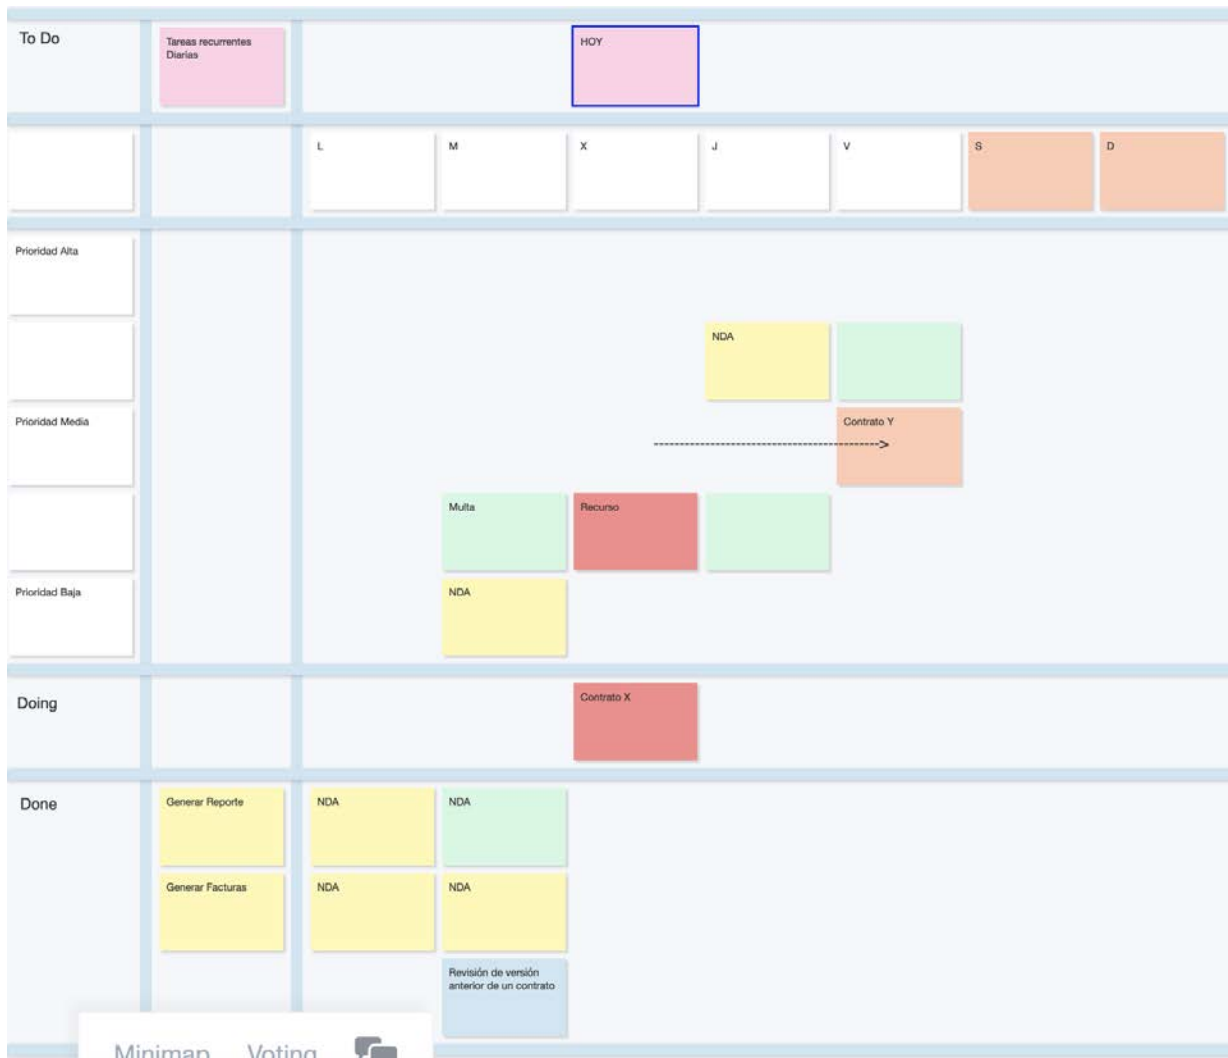 To Do
Tareas recurrentes
Diarias
HOY
L
M
X
J
V
S
D
Prioridad Alta
NDA
Prioridad Media
Contrato Y
Multa
Recurso
Prioridad Baja
NDA
Doing
Contrato X
Done
Generar Reporte
NDA
NDA
Generar Facturas
NDA
NDA
Revisión de versión
anterior de un contrato
Minimap
Voting